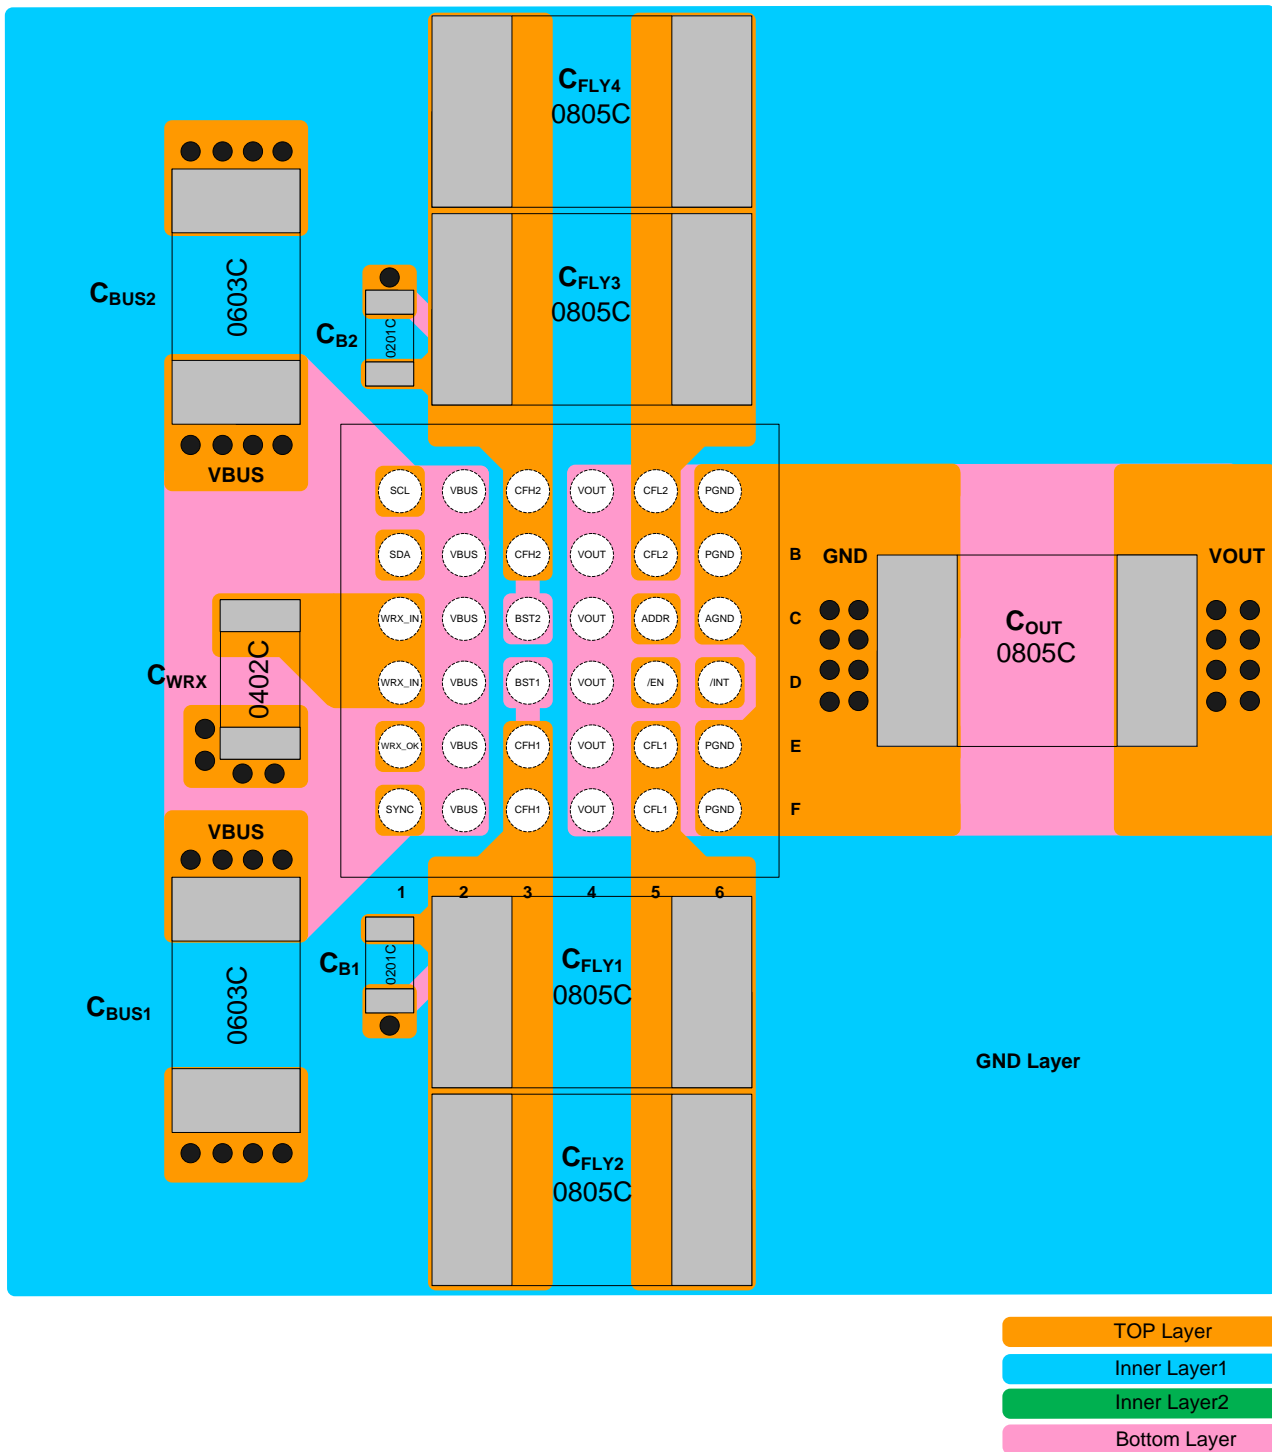 CFLY4
0805C
CFLY3
0805C
CBUS2
0603C
CB2
0201C
VBUS
SCL VBUS CFH2 VOUT CFL2 PGND
SDA VBUS CFH2 VOUT CFL2 PGND B GND VOUT
WRX_IN VBUS BST2 VOUT ADDR AGND C
COUT
0805C
CWRX
0402C
WRX_IN VBUS BST1 VOUT /EN /INT D
WRX_OK VBUS CFH1 VOUT CFL1 PGND E
SYNC VBUS CFH1 VOUT CFL1 PGND F
VBUS
1 2 3 4 5 6
CB1
0201C
CFLY1
0805C
CBUS1
0603C
GND Layer
CFLY2
0805C
TOP Layer
Inner Layer1
Inner Layer2
Bottom Layer